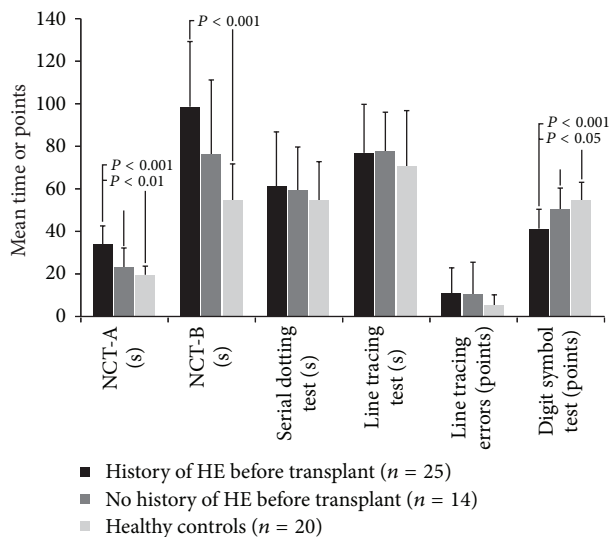 Mean time or points
140
120
100
80
60
40
20
0
P < 0.001
P < 0.01
P < 0.001
P < 0.001
P < 0.05
NCT-A
(s)
NCT-B
(s)
Serial dotting
test (s)
Line tracing
test (s)
Line tracing
errors (points)
Digit symbol
test (points)
History of HE before transplant (n = 25)
No history of HE before transplant (n = 14)
Healthy controls (n = 20)